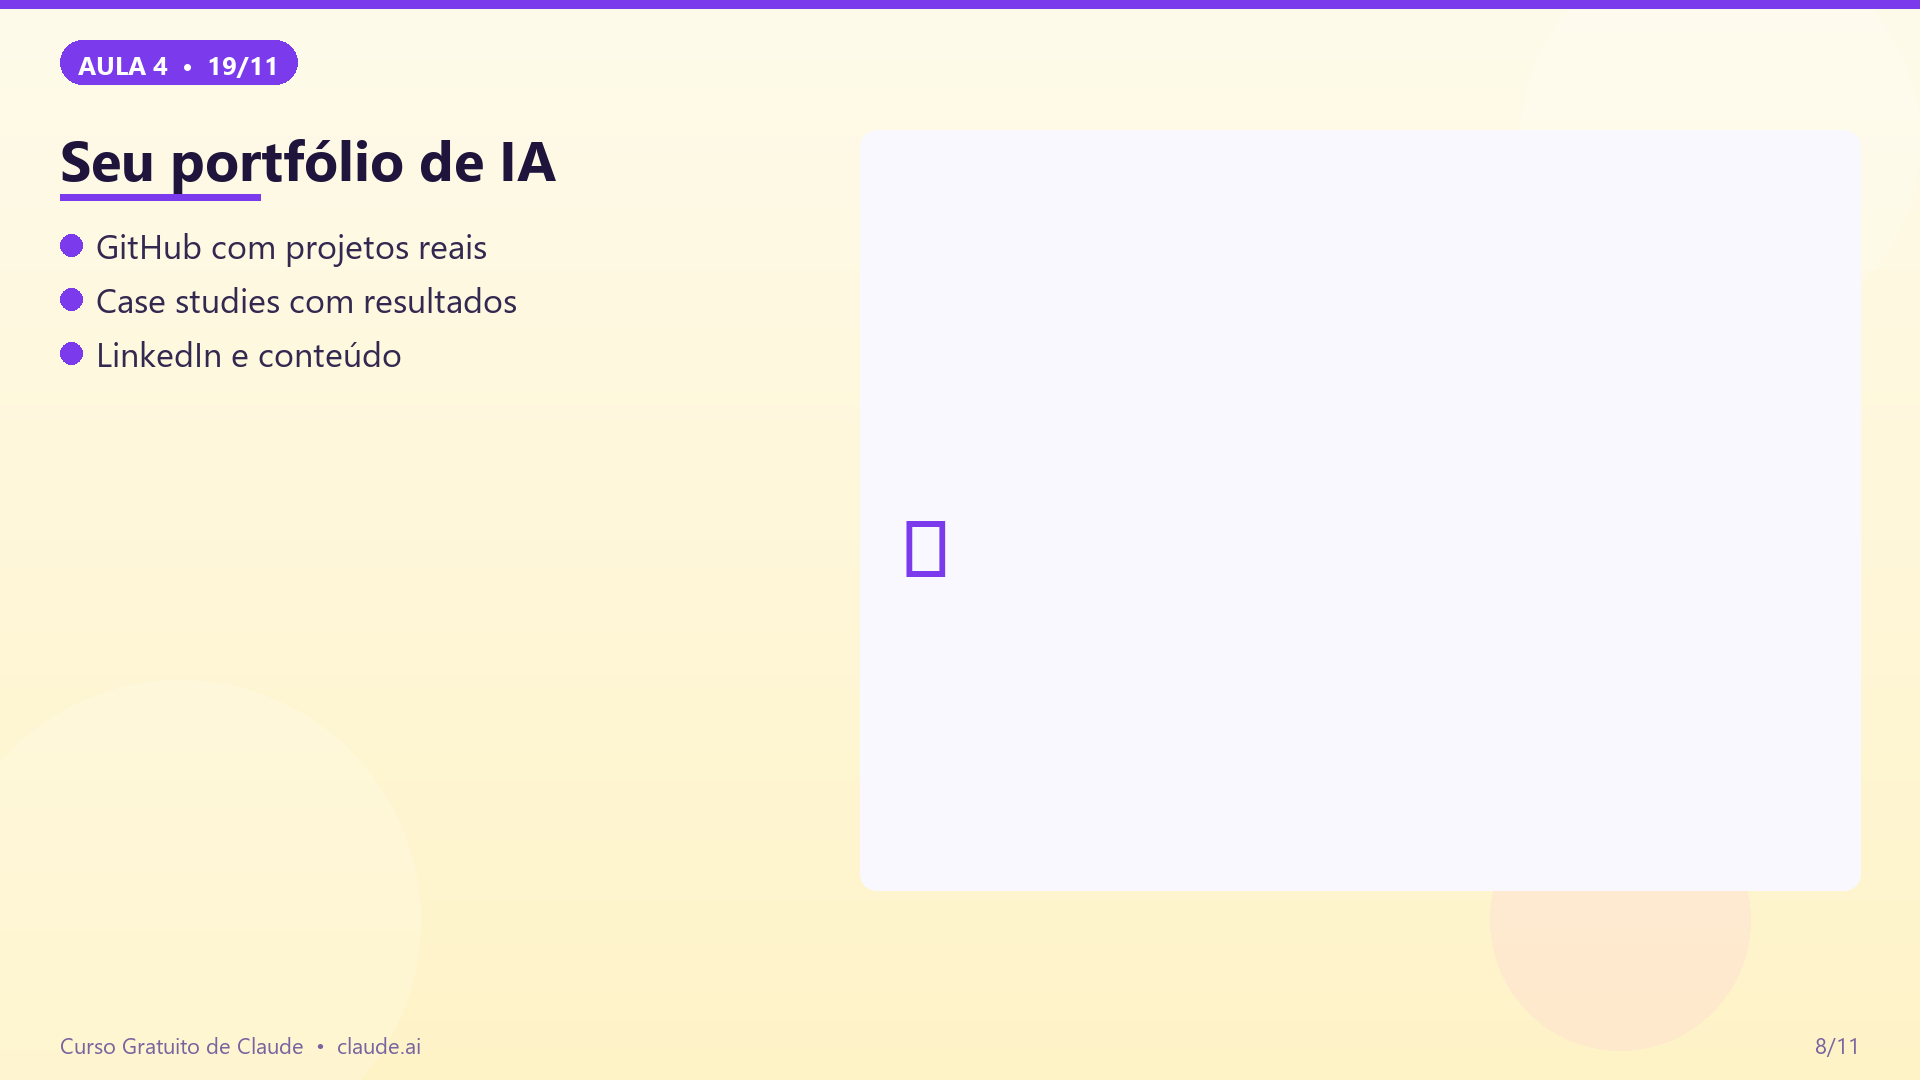 AULA 4 • 19/11
Seu portfólio de IA
GitHub com projetos reais
Case studies com resultados
LinkedIn e conteúdo
Curso Gratuito de Claude • claude.ai
8/11